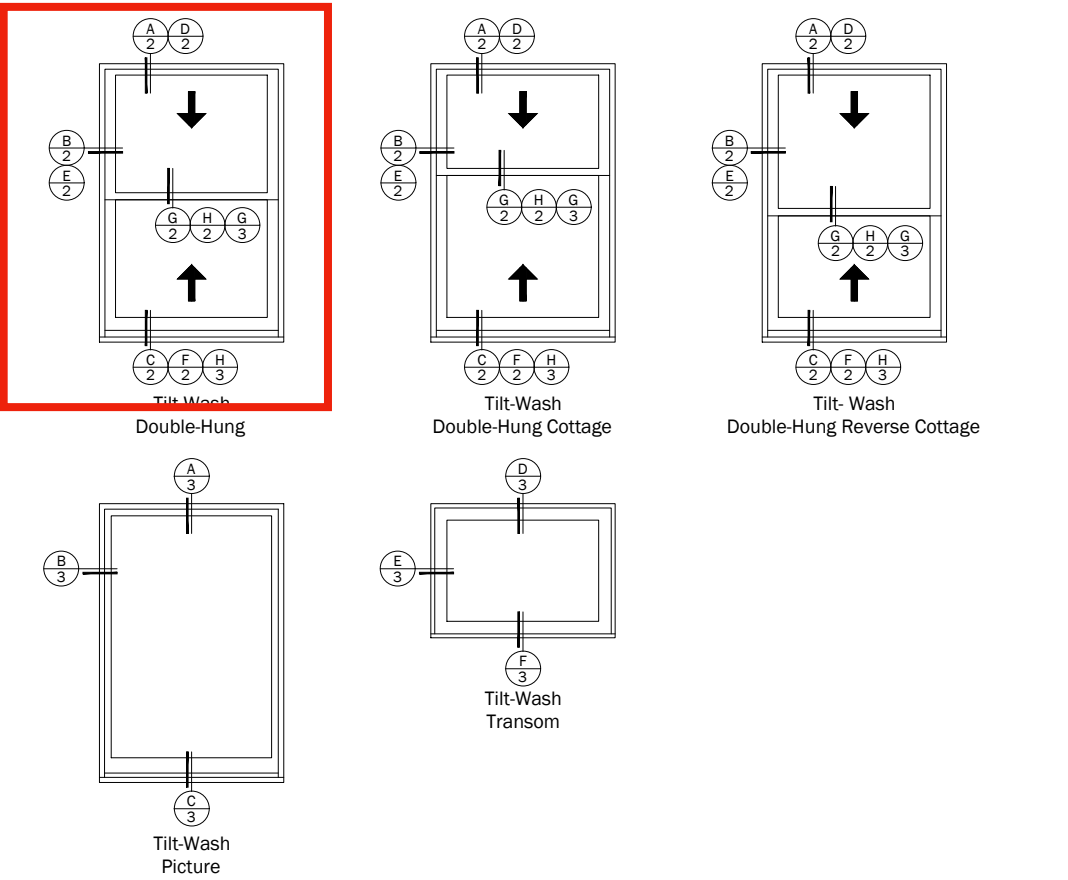 A D A D A D
2 2 2 2 2 2
B B B
2 2 2
E E E
2 2 2
G H G G H G G H G
2 2 3 2 2 3 2 2 3
C F H C F H C F H
2 2 3 2 2 3 2 2 3
Tilt-Wash
Double-Hung
Tilt-Wash
Double-Hung Cottage
Tilt- Wash
Double-Hung Reverse Cottage
A
3
B
3
C
3
Tilt-Wash
Picture
D
3
E
3
F
3
Tilt-Wash
Transom